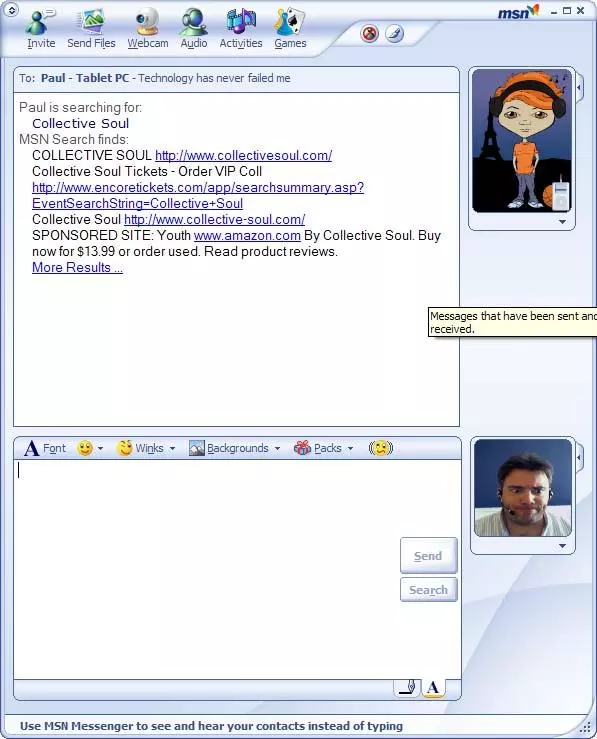 msn
Invite Send Files Webcam Audio Activities Games
To: Paul - Tablet PC - Technology has never failed me
Paul is searching for:
Collective Soul
MSN Search finds:
COLLECTIVE SOUL http://www.collectivesoul.com/
Collective Soul Tickets - Order VIP Coll
http://www.encoretickets.com/app/searchsummary.asp?
EventSearchString=Collective+Soul
Collective Soul http://www.collective-soul.com/
SPONSORED SITE: Youth www.amazon.com By Collective Soul. Buy
now for $13.99 or order used. Read product reviews.
More Results ...
Messages that have been sent and
received.
A Font Winks Backgrounds Packs
Send
Search
A
Use MSN Messenger to see and hear your contacts instead of typing